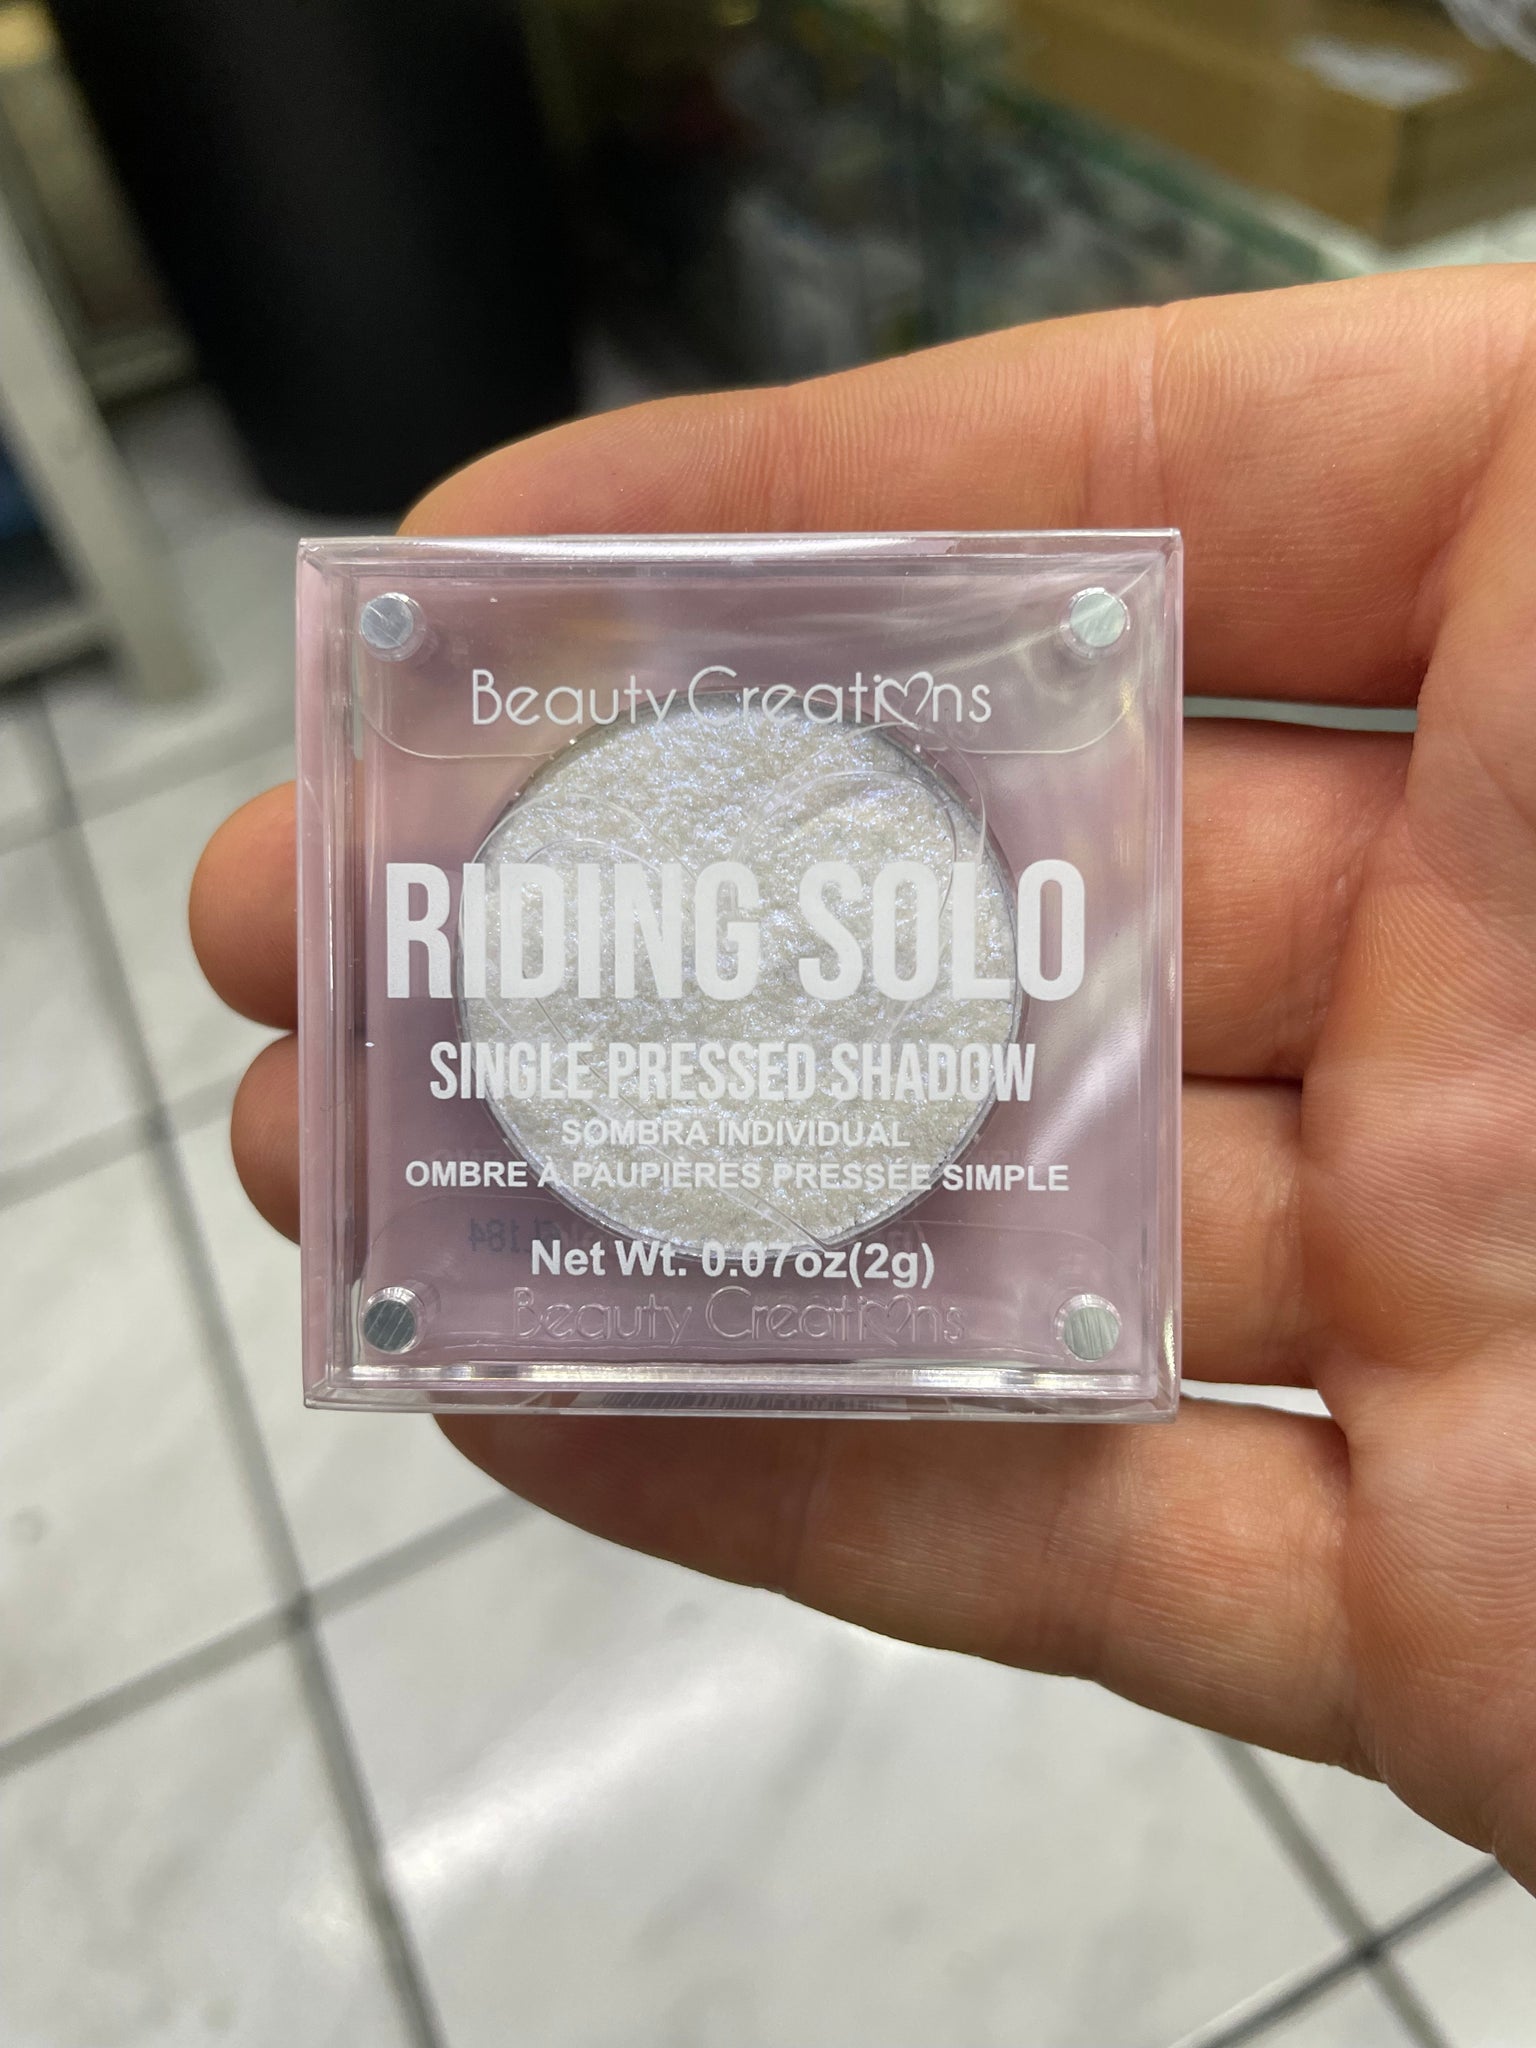 Beauty Creations
RIDING SOLO
SINGLE PRESSED SHADOW
SOMBRA INDIVIDUAL
OMBRE À PAUPIÈRES PRESSÉE SIMPLE
Net Wt. 0.07oz(2g)
Beauty Creations